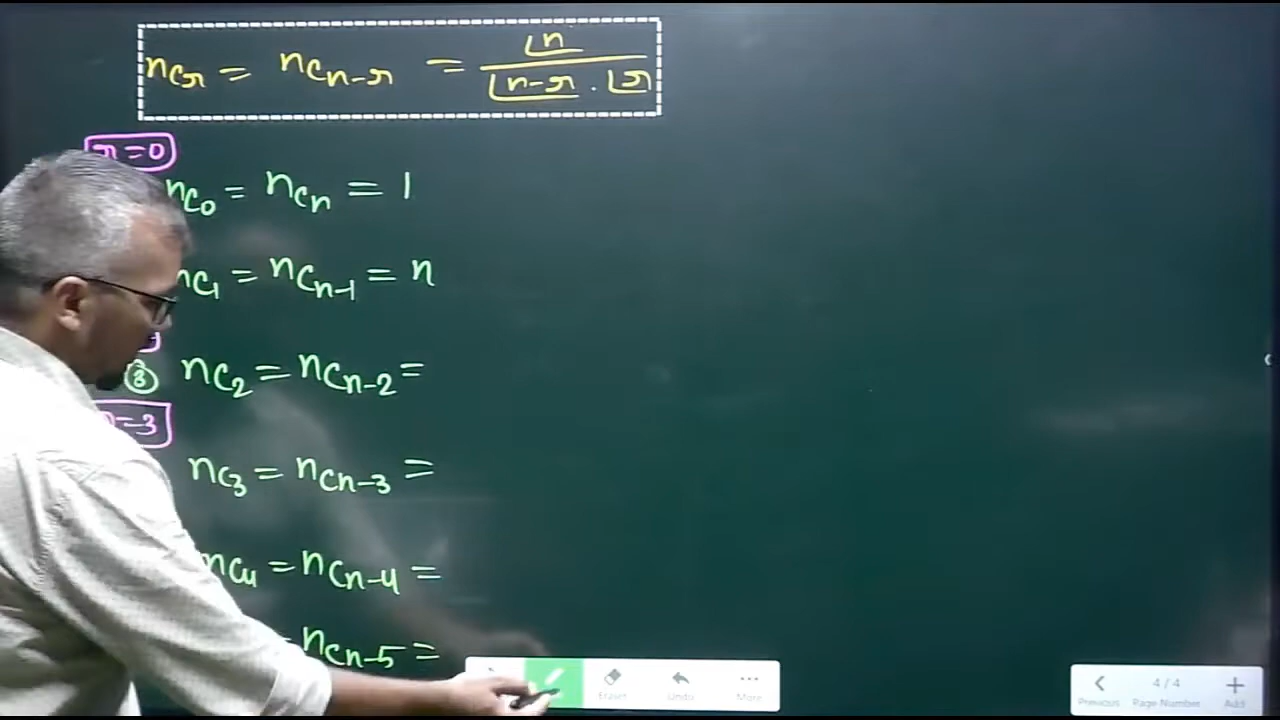 nCr = nCn-r = ⌊n / ⌊n-r . ⌊r
r=0
nC0 = nCn = 1
nC1 = nCn-1 = n
③ nC2 = nCn-2 =
=3
nC3 = nCn-3 =
nC4 = nCn-4 =
= nCn-5 =
Eraser Undo More
4 / 4
Previous Page Number Add